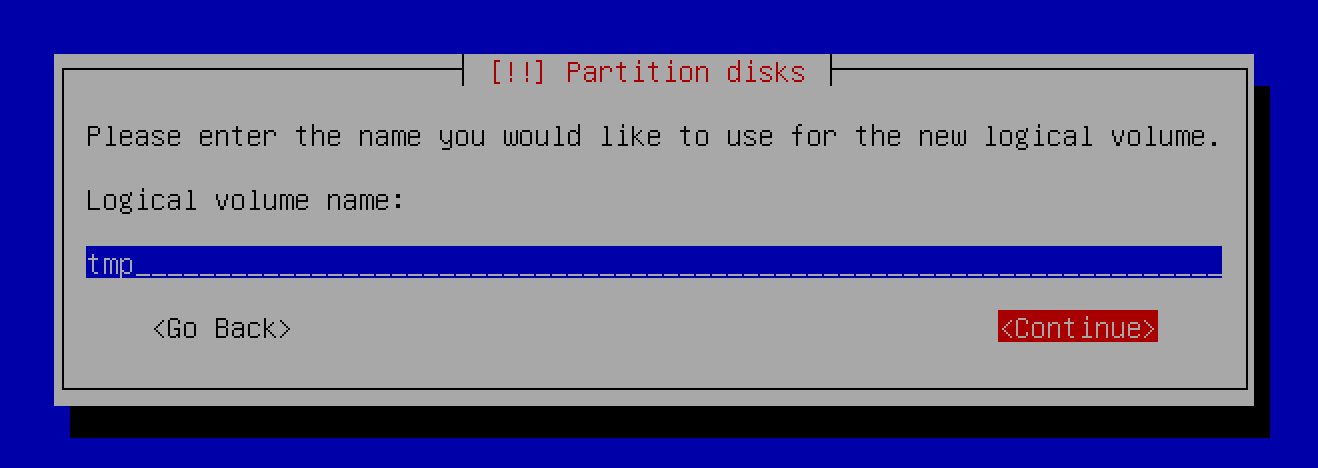 [!!] Partition disks
Please enter the name you would like to use for the new logical volume.
Logical volume name:
tmp_______________________________________________________________________
<Go Back> <Continue>